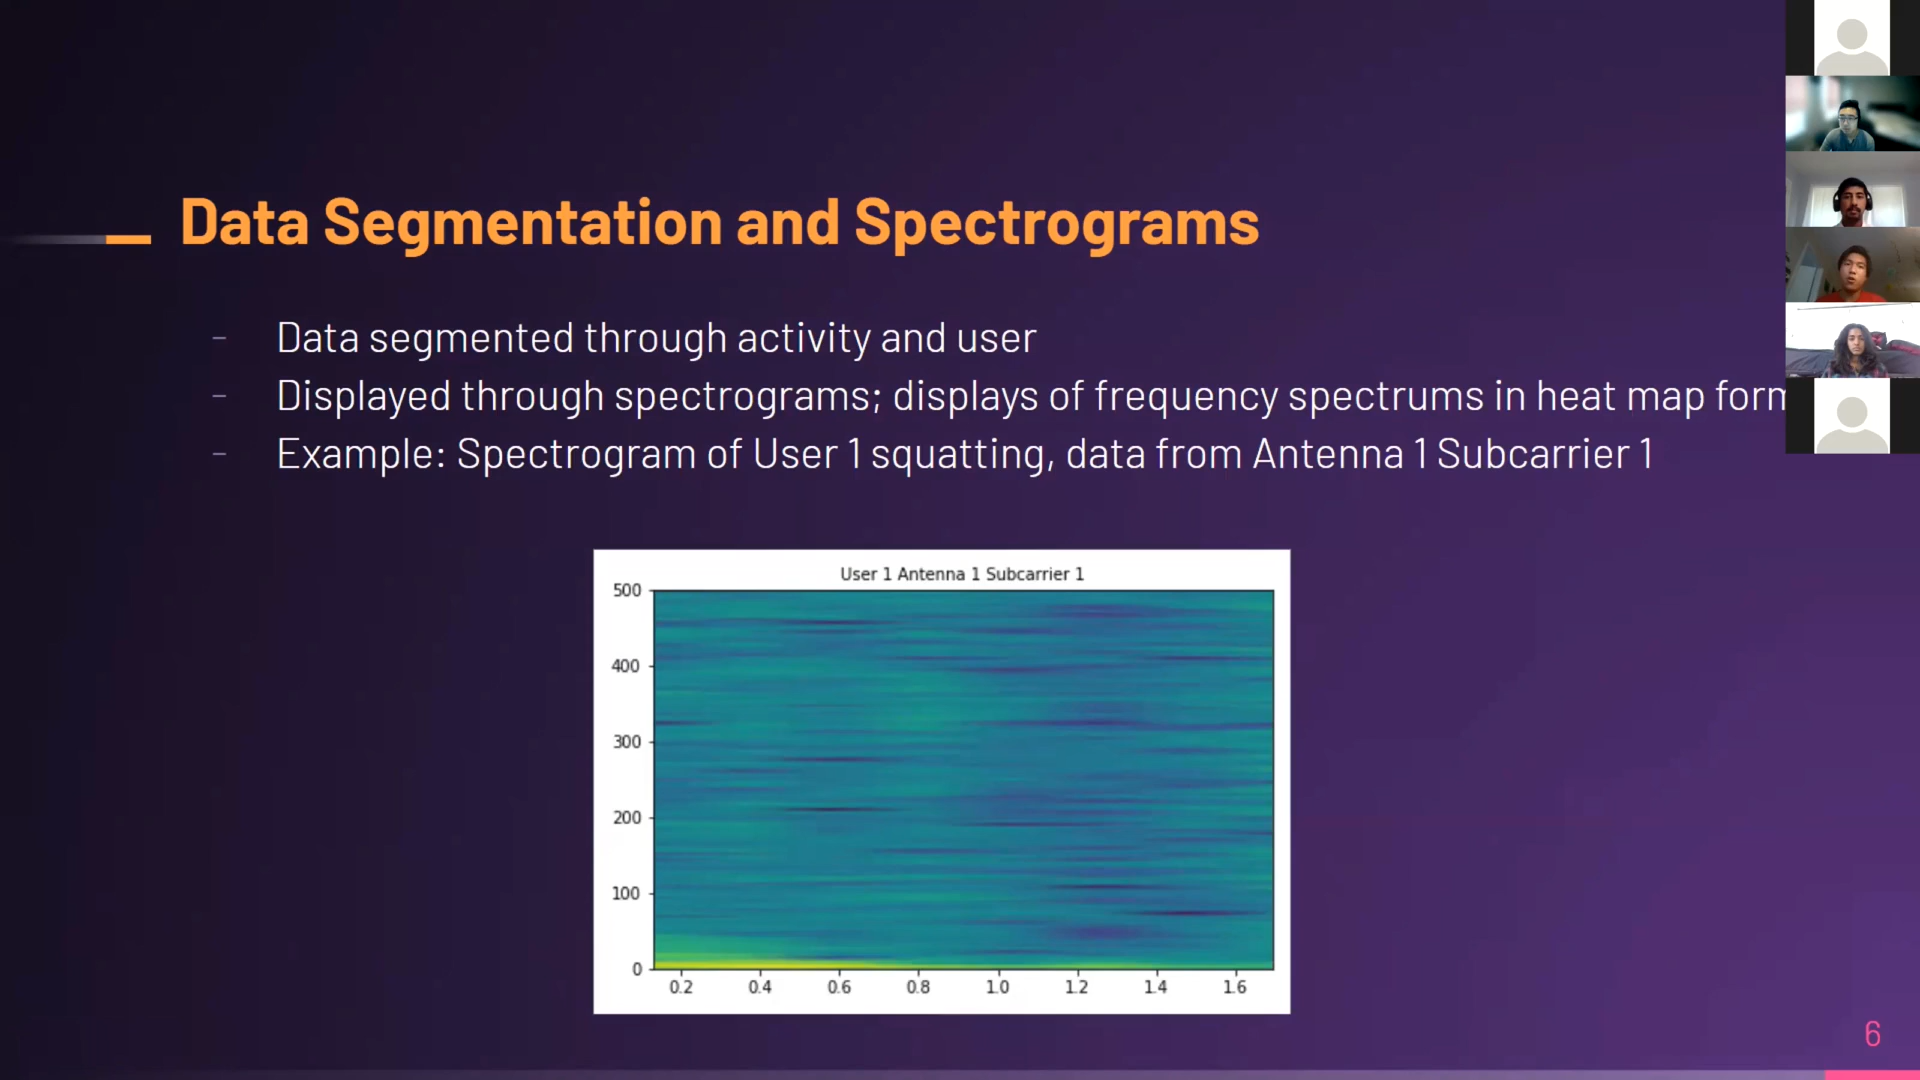 Data Segmentation and Spectrograms
- Data segmented through activity and user
- Displayed through spectrograms; displays of frequency spectrums in heat map
- Example: Spectrogram of User 1 squatting, data from Antenna 1 Subcarrier 1
User 1 Antenna 1 Subcarrier 1
500
400
300
200
100
0
0.2 0.4 0.6 0.8 1.0 1.2 1.4 1.6
6